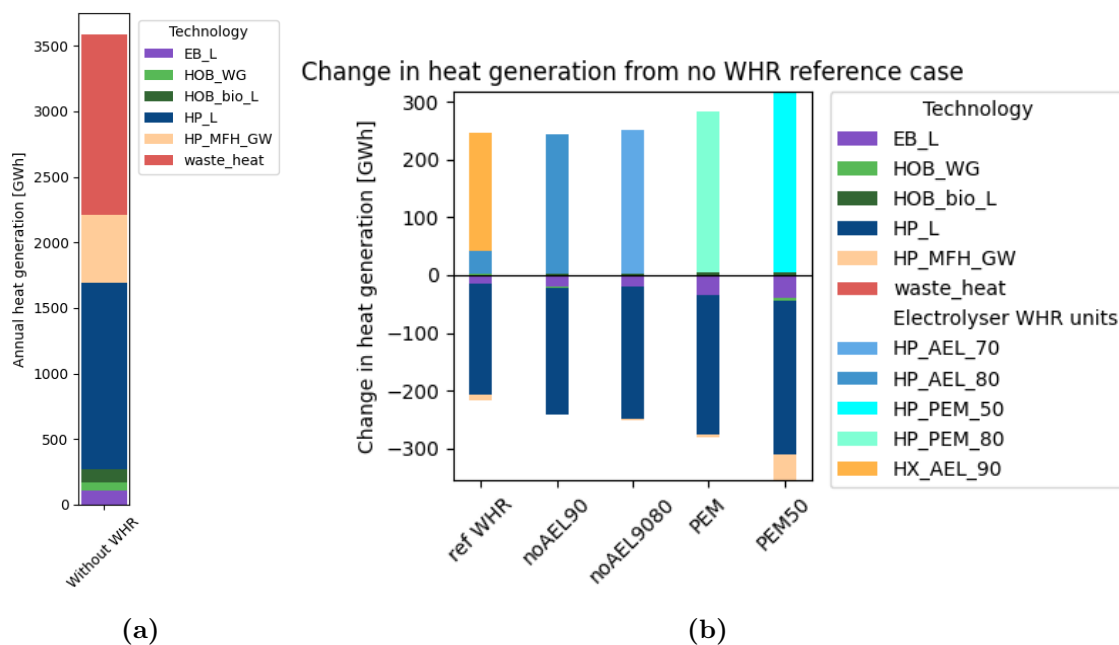 3500
3000
2500
2000
1500
1000
500
0
Annual heat generation [GWh]
Without WHR
Technology
EB_L
HOB_WG
HOB_bio_L
HP_L
HP_MFH_GW
waste_heat
(a)
Change in heat generation from no WHR reference case
300
200
100
0
−100
−200
−300
Change in heat generation [GWh]
ref WHR
noAEL90
noAEL9080
PEM
PEM50
Technology
EB_L
HOB_WG
HOB_bio_L
HP_L
HP_MFH_GW
waste_heat
Electrolyser WHR units
HP_AEL_70
HP_AEL_80
HP_PEM_50
HP_PEM_80
HX_AEL_90
(b)